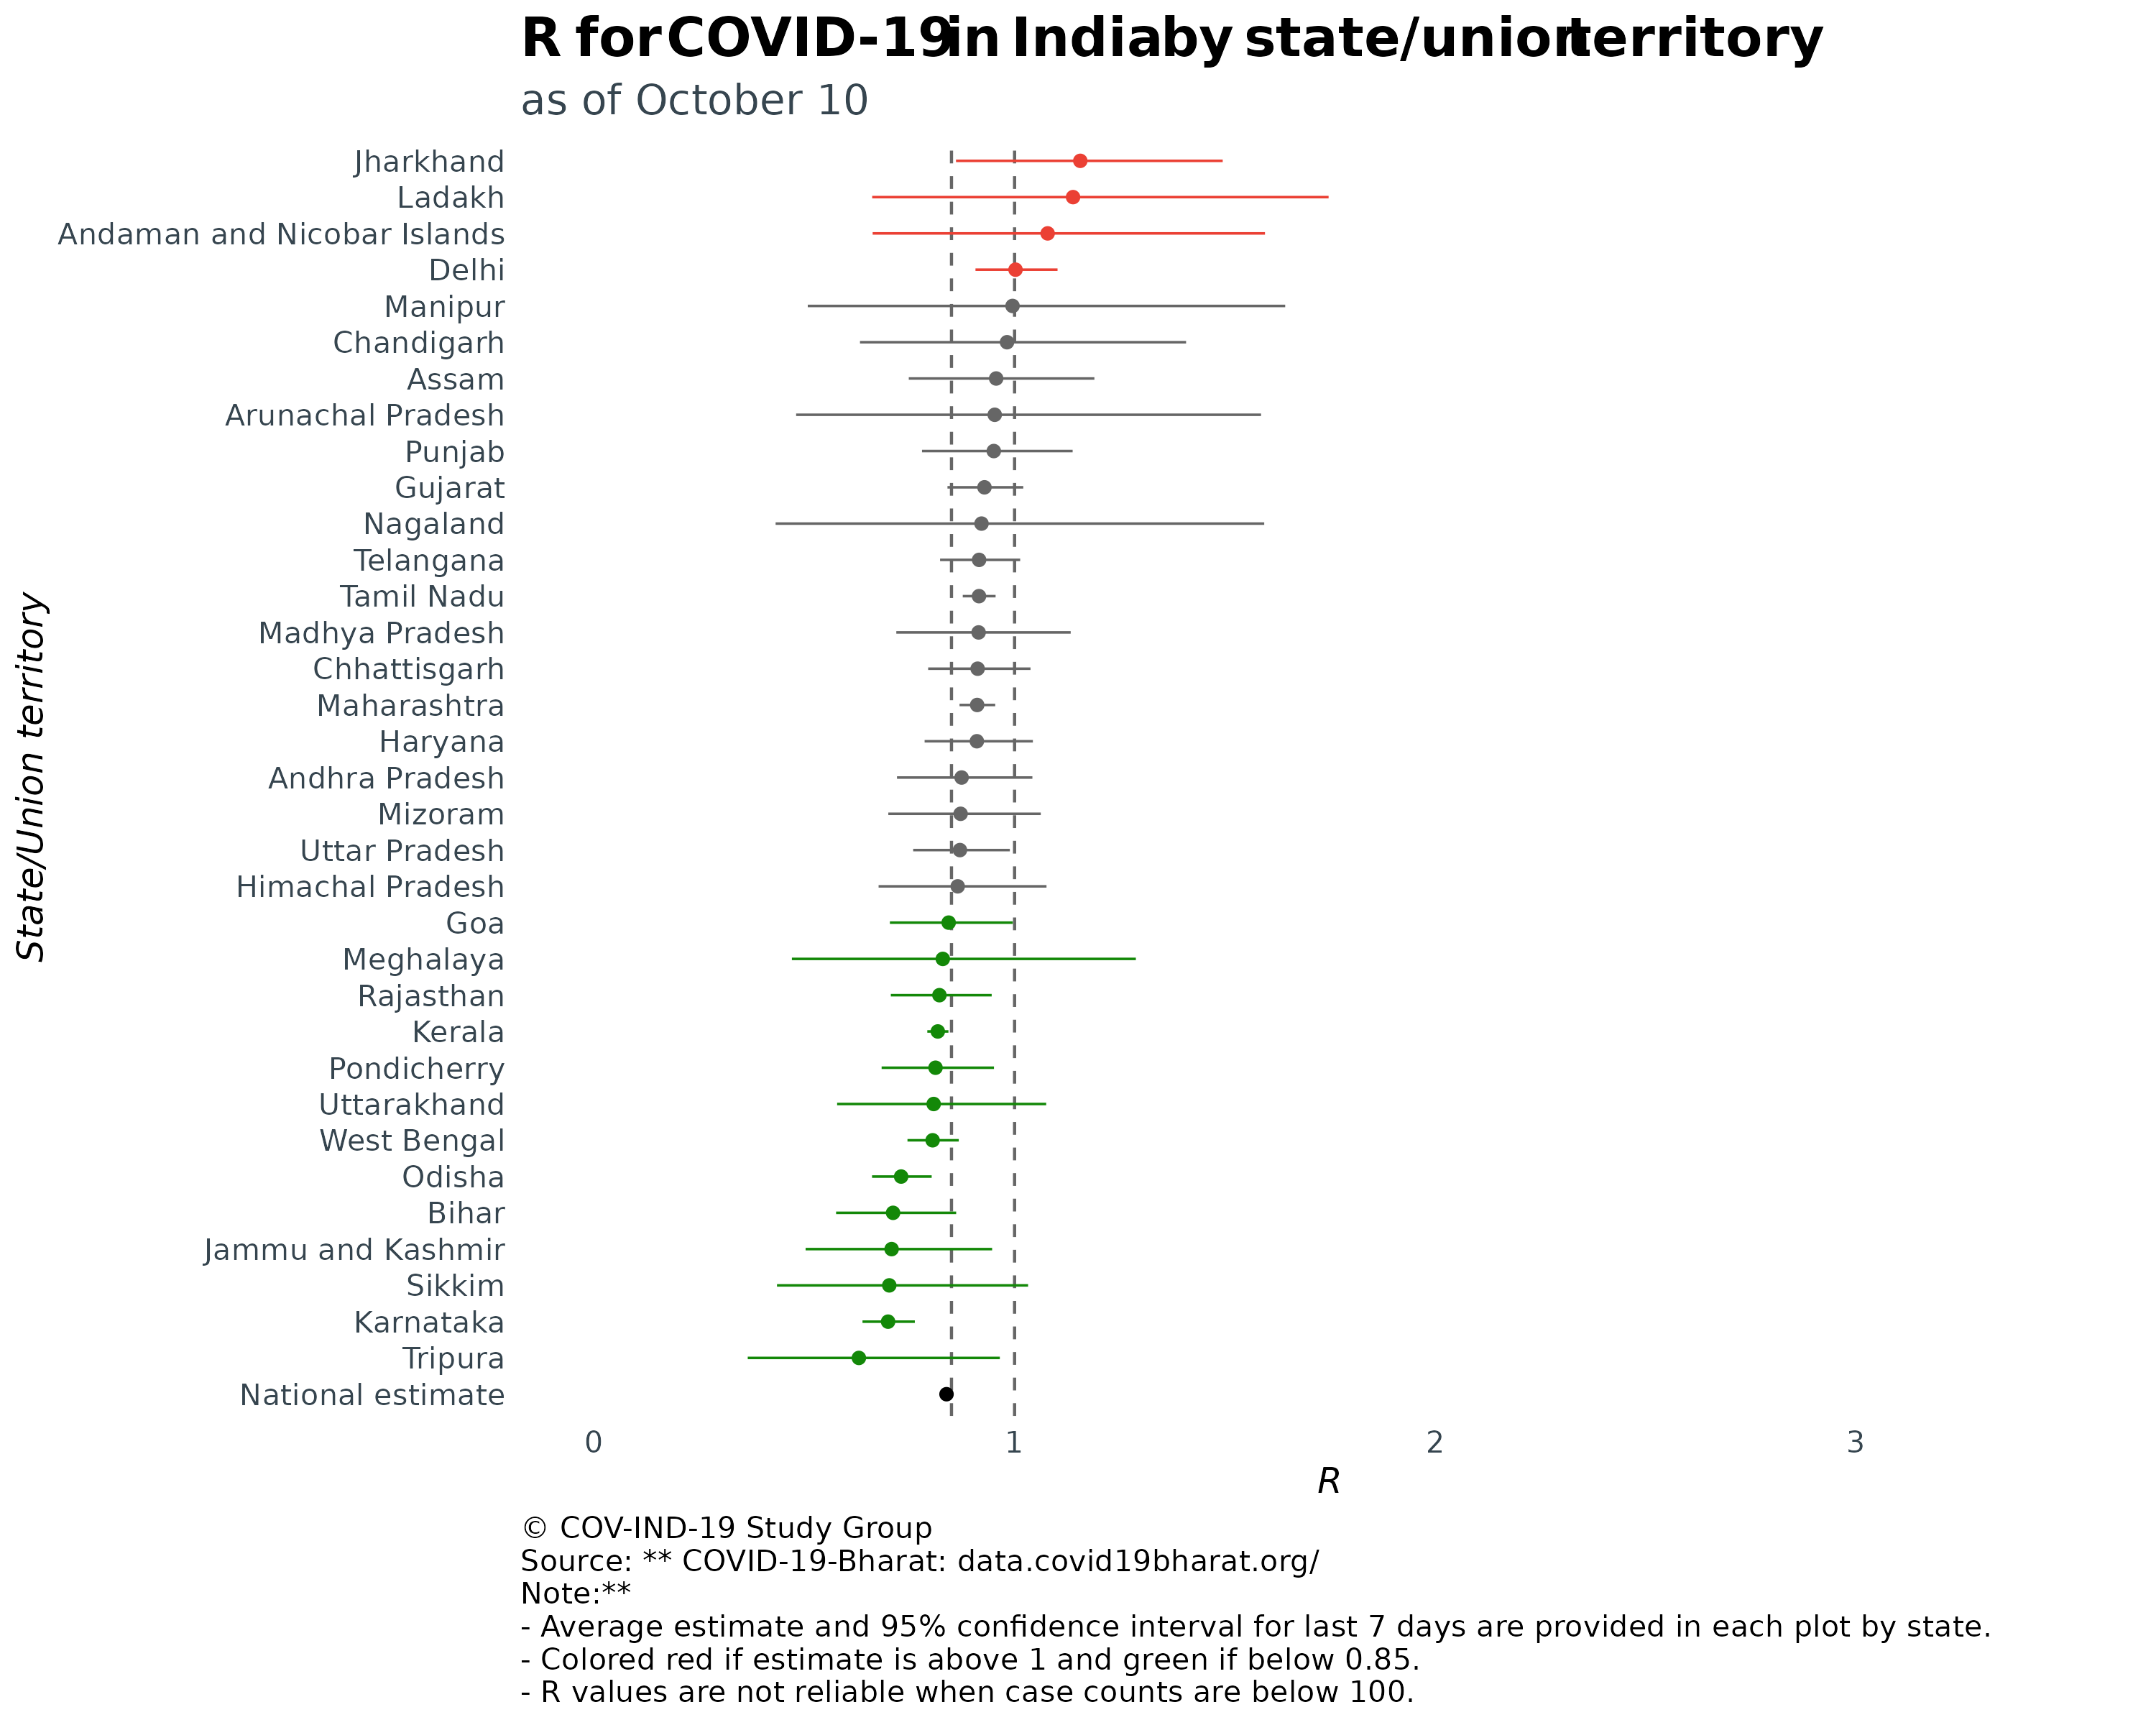 R for COVID-19 in India by state/union territory
as of October 10
Jharkhand
Ladakh
Andaman and Nicobar Islands
Delhi
Manipur
Chandigarh
Assam
Arunachal Pradesh
Punjab
Gujarat
Nagaland
Telangana
Tamil Nadu
Madhya Pradesh
Chhattisgarh
Maharashtra
Haryana
Andhra Pradesh
Mizoram
Uttar Pradesh
Himachal Pradesh
Goa
Meghalaya
Rajasthan
Kerala
Pondicherry
Uttarakhand
West Bengal
Odisha
Bihar
Jammu and Kashmir
Sikkim
Karnataka
Tripura
National estimate
State/Union territory
0 1 2 3
R
© COV-IND-19 Study Group
Source: ** COVID-19-Bharat: data.covid19bharat.org/
Note:**
- Average estimate and 95% confidence interval for last 7 days are provided in each plot by state.
- Colored red if estimate is above 1 and green if below 0.85.
- R values are not reliable when case counts are below 100.